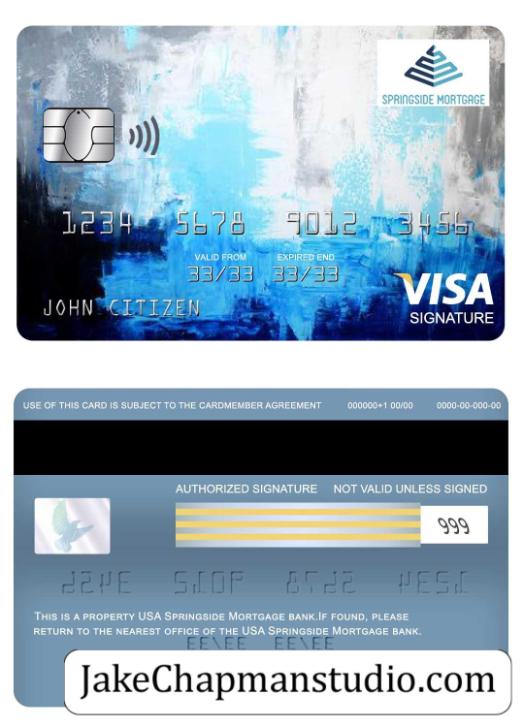 SPRINGSIDE MORTGAGE
1234 5678 9012 3456
VALID FROM EXPIRED END
33/33 33/33
JOHN CITIZEN
VISA
SIGNATURE
USE OF THIS CARD IS SUBJECT TO THE CARDMEMBER AGREEMENT 000000+1 00/00 0000-00-000-00
AUTHORIZED SIGNATURE NOT VALID UNLESS SIGNED
999
THIS IS A PROPERTY USA SPRINGSIDE MORTGAGE BANK.IF FOUND, PLEASE
RETURN TO THE NEAREST OFFICE OF THE USA SPRINGSIDE MORTGAGE BANK.
JakeChapmanstudio.com